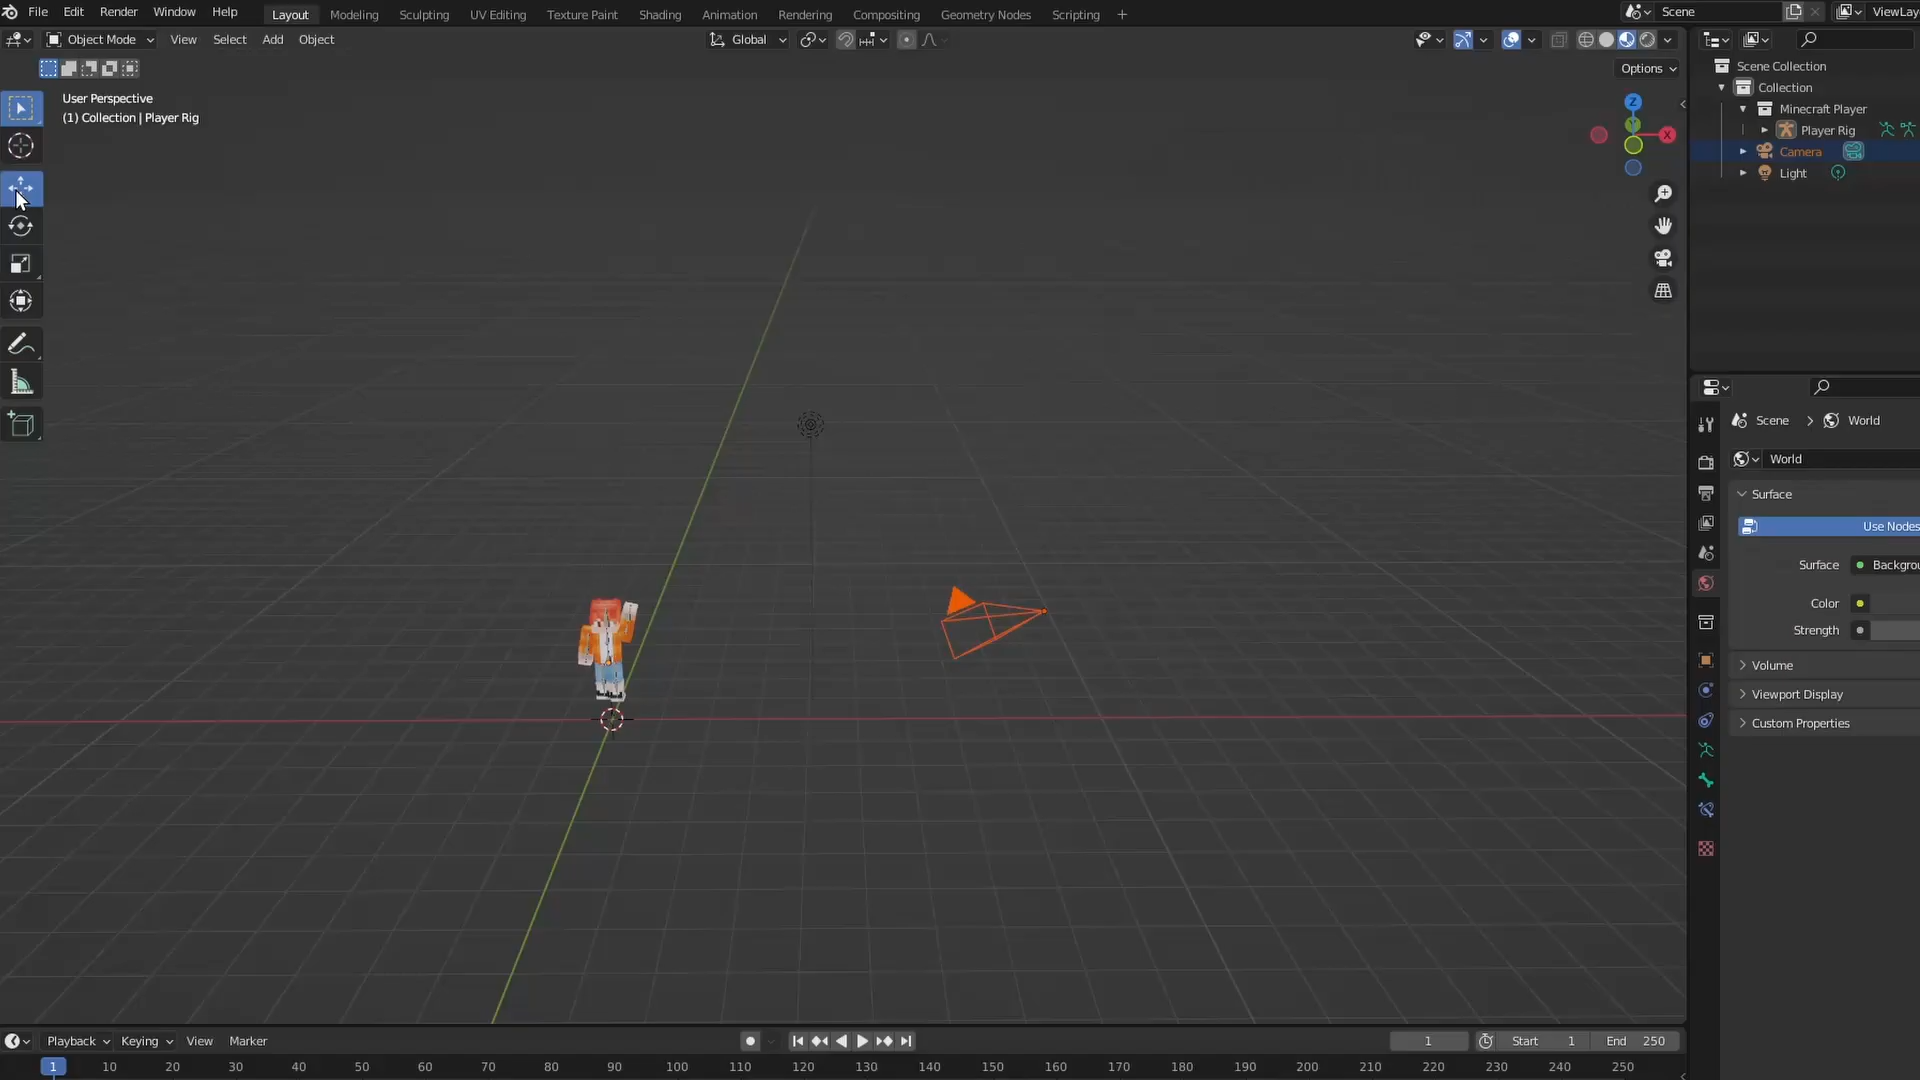 File Edit Render Window Help Layout Modeling Sculpting UV Editing Texture Paint Shading Animation Rendering Compositing Geometry Nodes Scripting + Scene ViewLay
Object Mode View Select Add Object Global
Options
User Perspective
(1) Collection | Player Rig
Z
X
Scene Collection
Collection
Minecraft Player
Player Rig
Camera
Light
Scene > World
World
Surface
Use Nodes
Surface Backgrou
Color
Strength
Volume
Viewport Display
Custom Properties
Playback Keying View Marker 1 Start 1 End 250
1 10 20 30 40 50 60 70 80 90 100 110 120 130 140 150 160 170 180 190 200 210 220 230 240 250